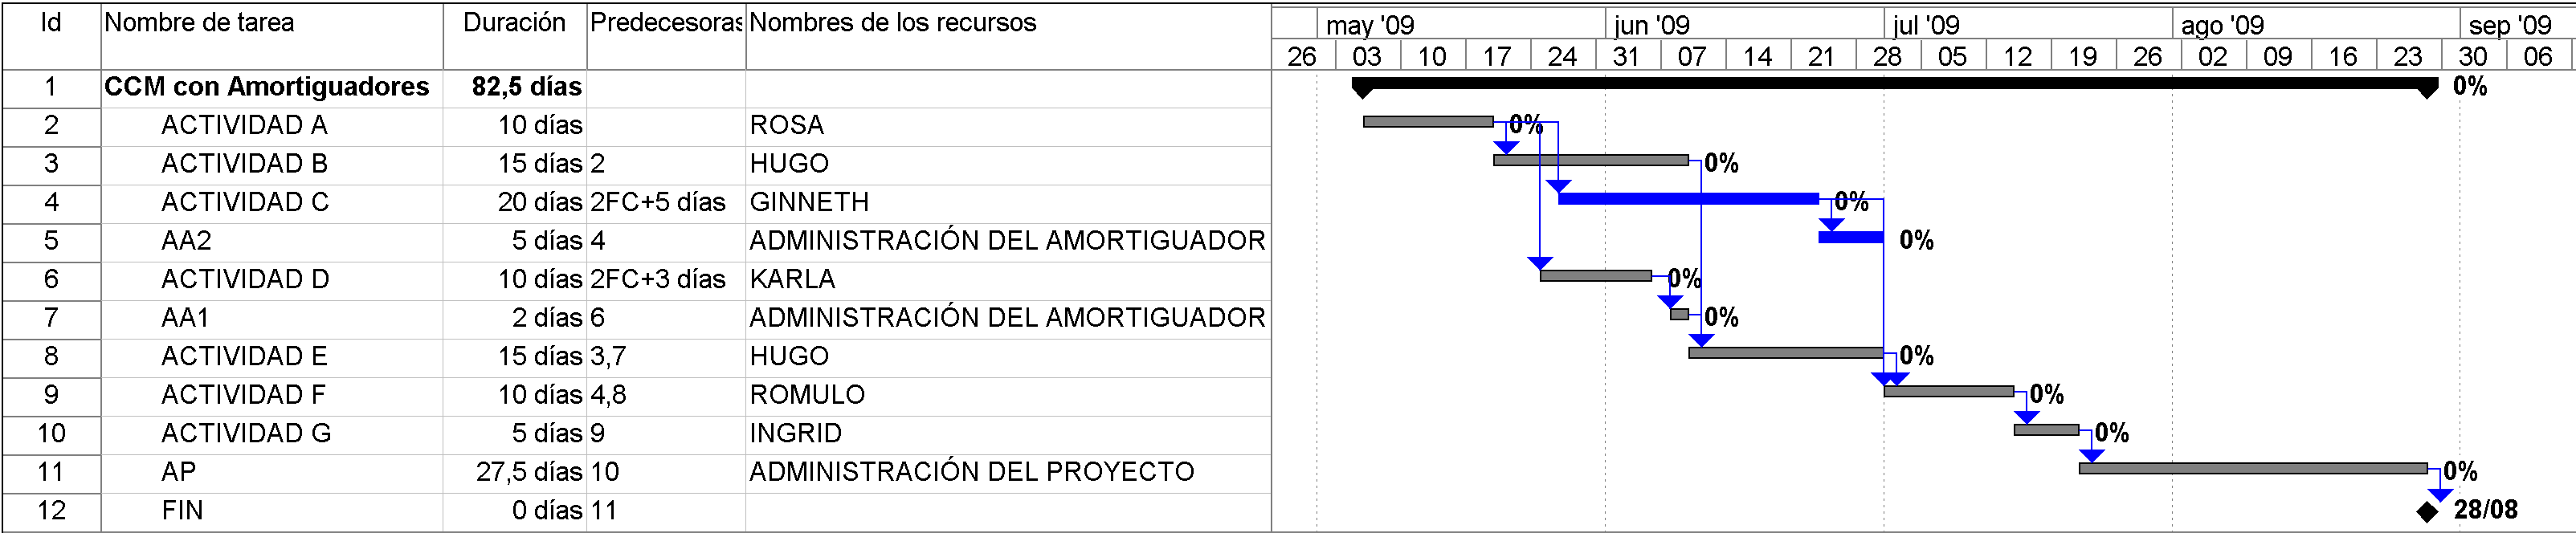 Id Nombre de tarea Duración Predecesoras Nombres de los recursos may '09 jun '09 jul '09 ago '09 sep '09
26 03 10 17 24 31 07 14 21 28 05 12 19 26 02 09 16 23 30 06
1 CCM con Amortiguadores 82,5 días 0%
2 ACTIVIDAD A 10 días ROSA 0%
3 ACTIVIDAD B 15 días 2 HUGO 0%
4 ACTIVIDAD C 20 días 2FC+5 días GINNETH 0%
5 AA2 5 días 4 ADMINISTRACIÓN DEL AMORTIGUADOR 0%
6 ACTIVIDAD D 10 días 2FC+3 días KARLA 0%
7 AA1 2 días 6 ADMINISTRACIÓN DEL AMORTIGUADOR 0%
8 ACTIVIDAD E 15 días 3,7 HUGO 0%
9 ACTIVIDAD F 10 días 4,8 ROMULO 0%
10 ACTIVIDAD G 5 días 9 INGRID 0%
11 AP 27,5 días 10 ADMINISTRACIÓN DEL PROYECTO 0%
12 FIN 0 días 11 28/08